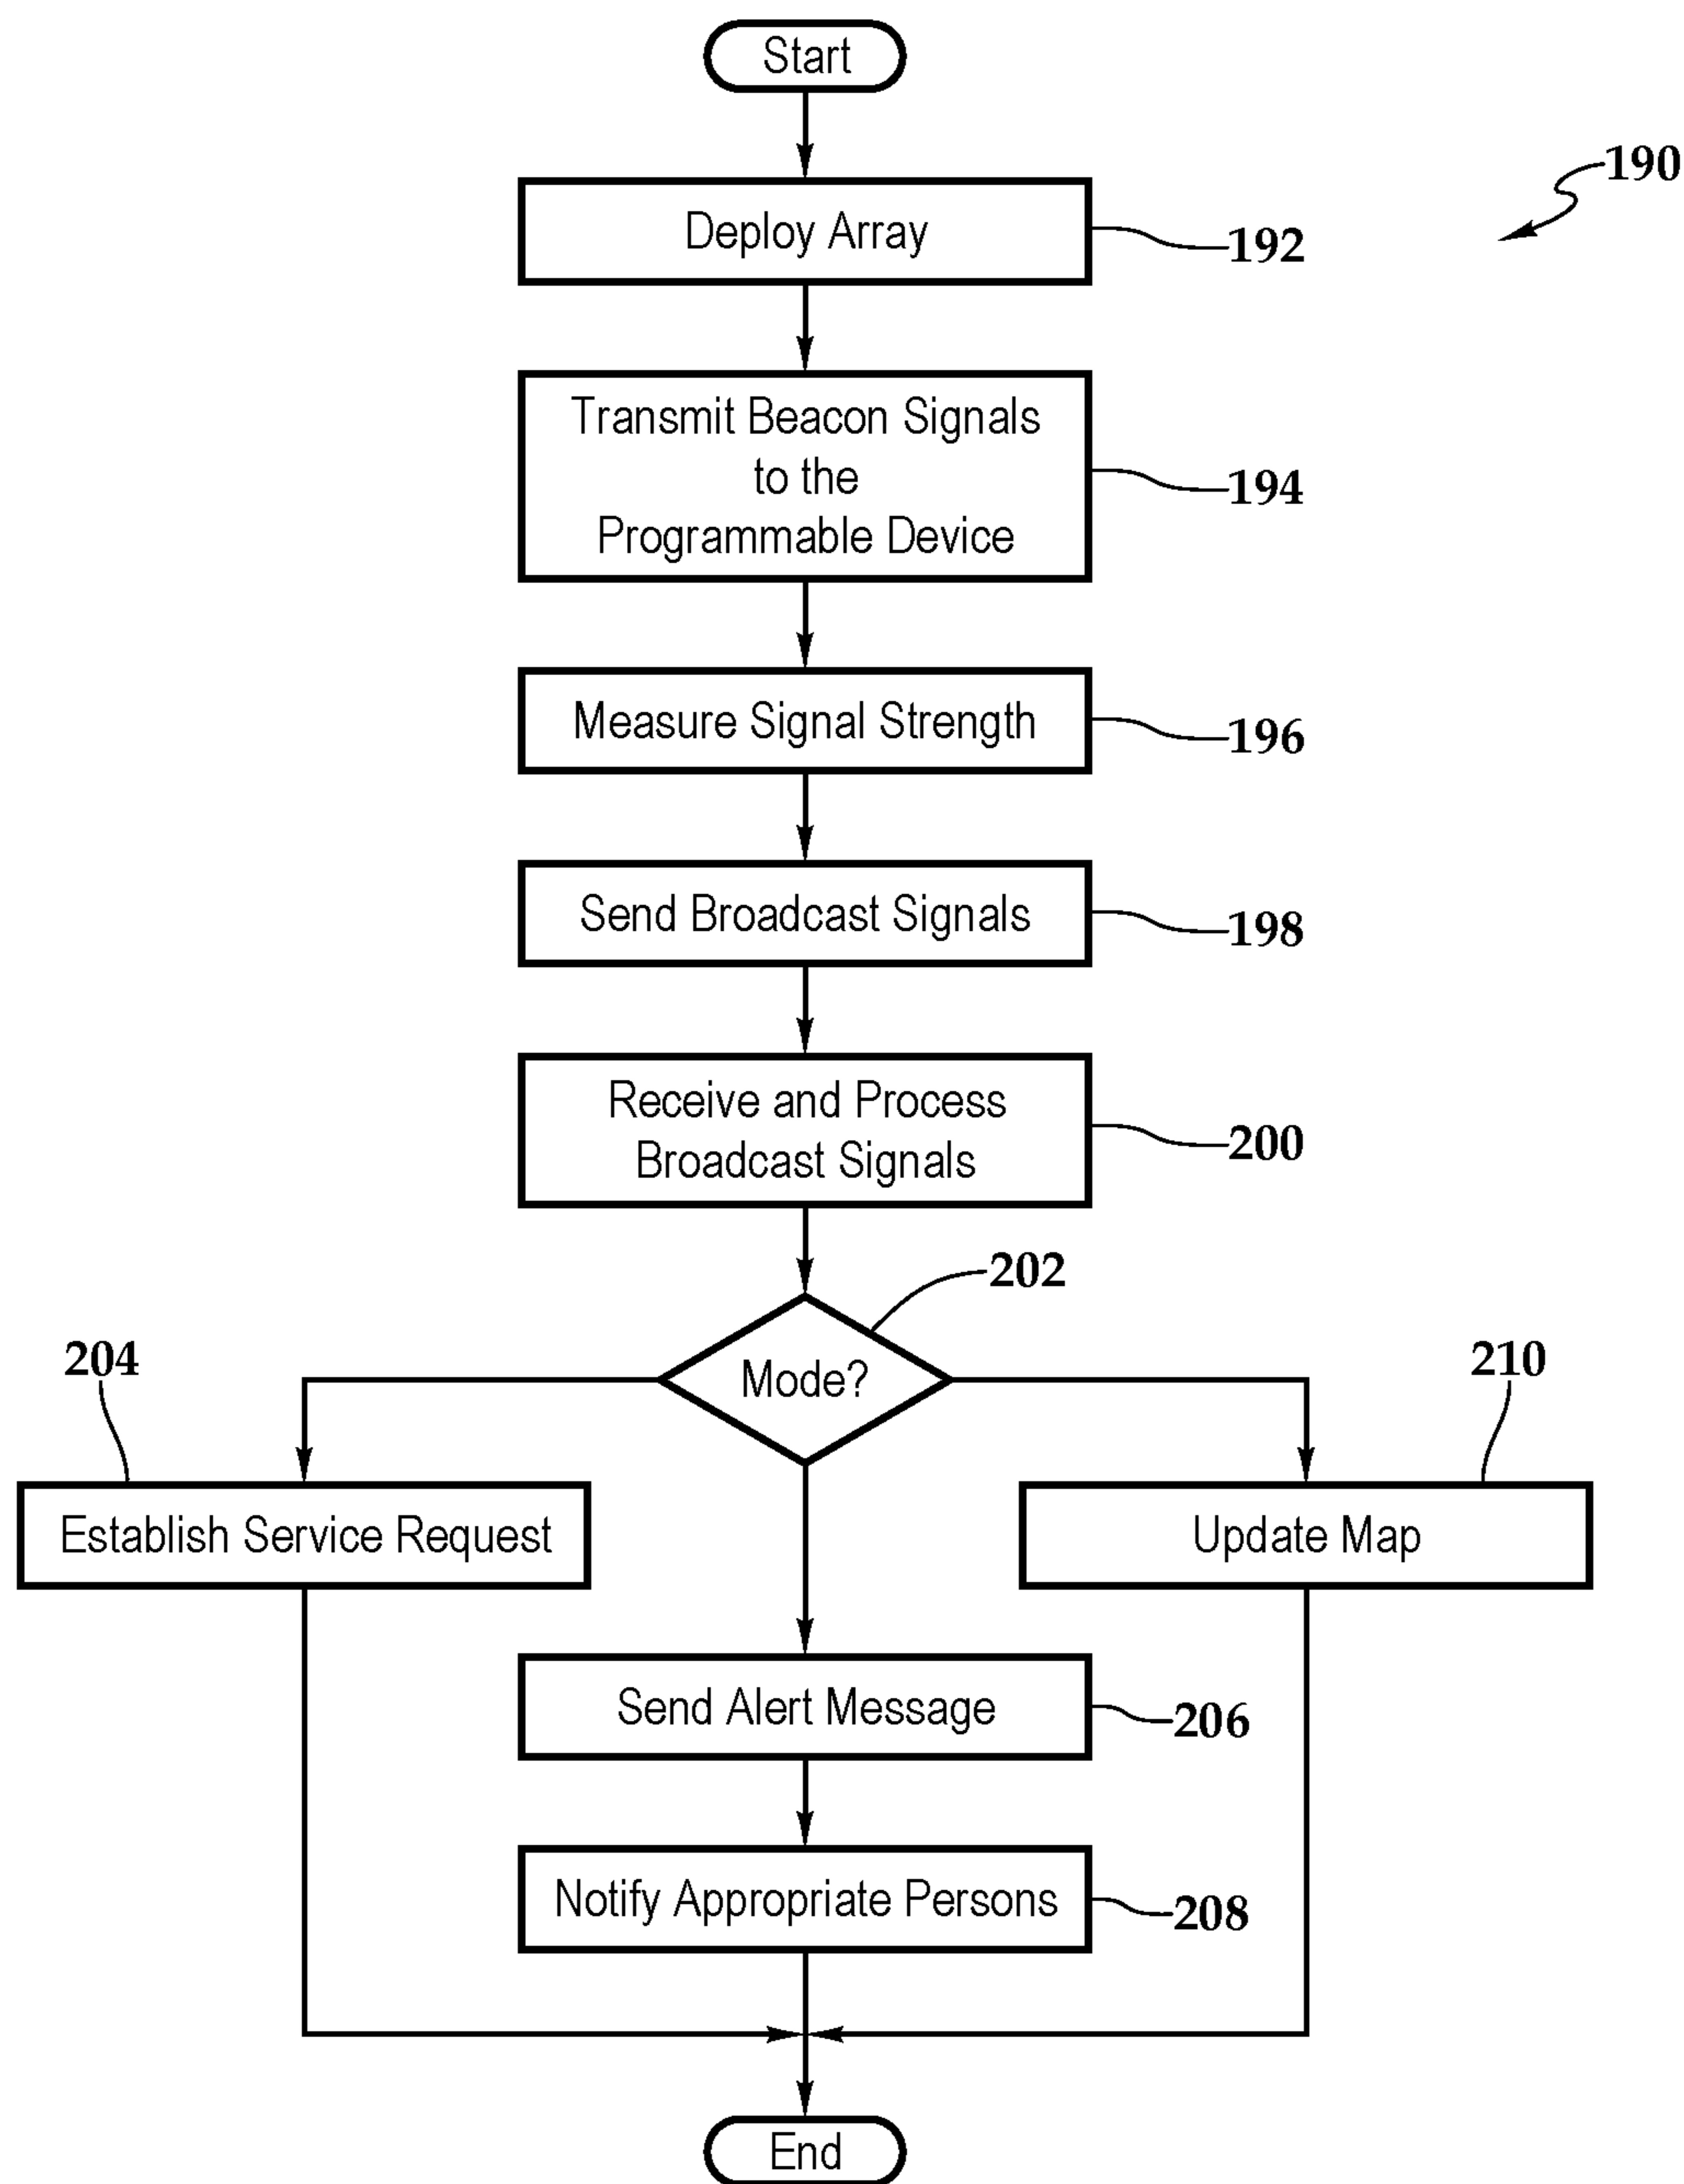 Start
190
Deploy Array
192
Transmit Beacon Signals
to the
Programmable Device
194
Measure Signal Strength
196
Send Broadcast Signals
198
Receive and Process
Broadcast Signals
200
202
Mode?
204
210
Establish Service Request
Update Map
Send Alert Message
206
Notify Appropriate Persons
208
End